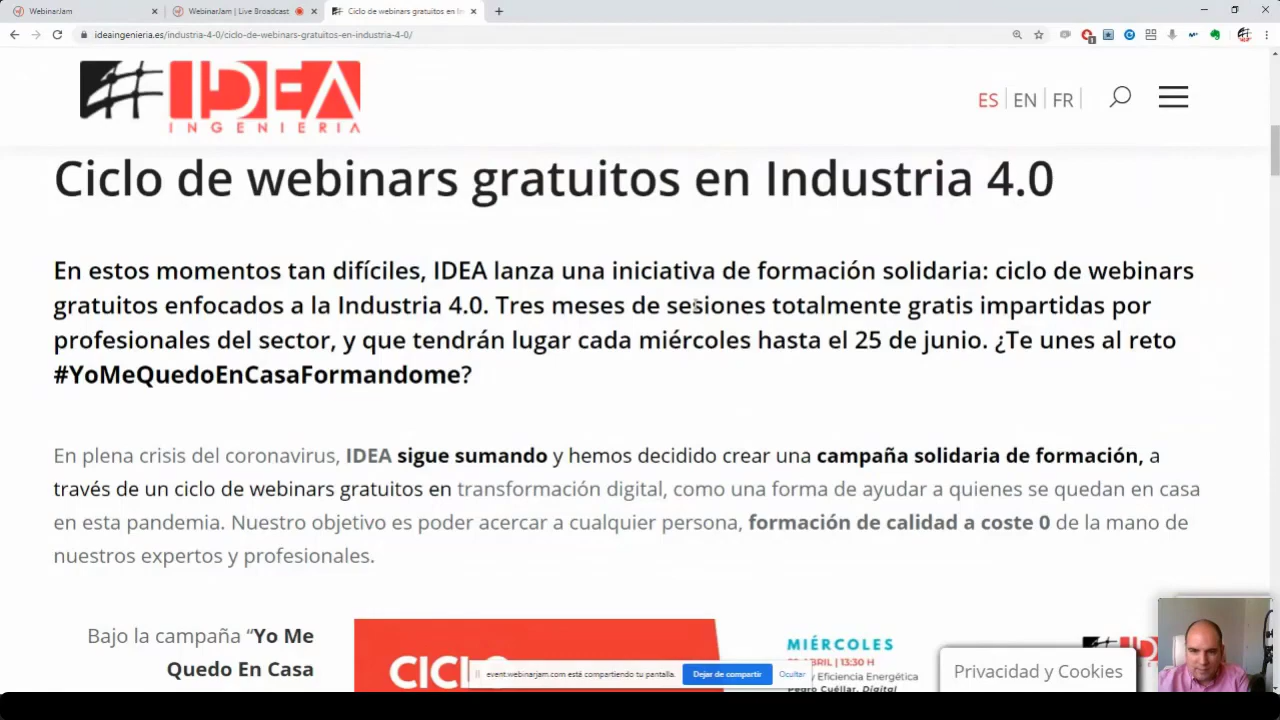 WebinarJam
WebinarJam | Live Broadcast
Ciclo de webinars gratuitos en In
ideaingenieria.es/industria-4-0/ciclo-de-webinars-gratuitos-en-industria-4-0/
IDEA
INGENIERIA
ES EN FR
Ciclo de webinars gratuitos en Industria 4.0
En estos momentos tan difíciles, IDEA lanza una iniciativa de formación solidaria: ciclo de webinars
gratuitos enfocados a la Industria 4.0. Tres meses de sesiones totalmente gratis impartidas por
profesionales del sector, y que tendrán lugar cada miércoles hasta el 25 de junio. ¿Te unes al reto
#YoMeQuedoEnCasaFormandome?
En plena crisis del coronavirus, IDEA sigue sumando y hemos decidido crear una campaña solidaria de formación, a
través de un ciclo de webinars gratuitos en transformación digital, como una forma de ayudar a quienes se quedan en casa
en esta pandemia. Nuestro objetivo es poder acercar a cualquier persona, formación de calidad a coste 0 de la mano de
nuestros expertos y profesionales.
Bajo la campaña “Yo Me
Quedo En Casa
CICLO
MIÉRCOLES
ABRIL | 13:30 H
y Eficiencia Energética
Pedro Cuéllar, Digital
event.webinarjam.com está compartiendo tu pantalla.
Dejar de compartir
Ocultar
Privacidad y Cookies